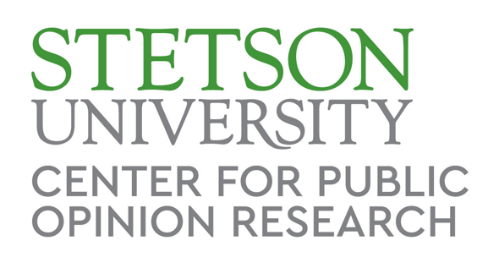 STETSON
UNIVERSITY
CENTER FOR PUBLIC
OPINION RESEARCH